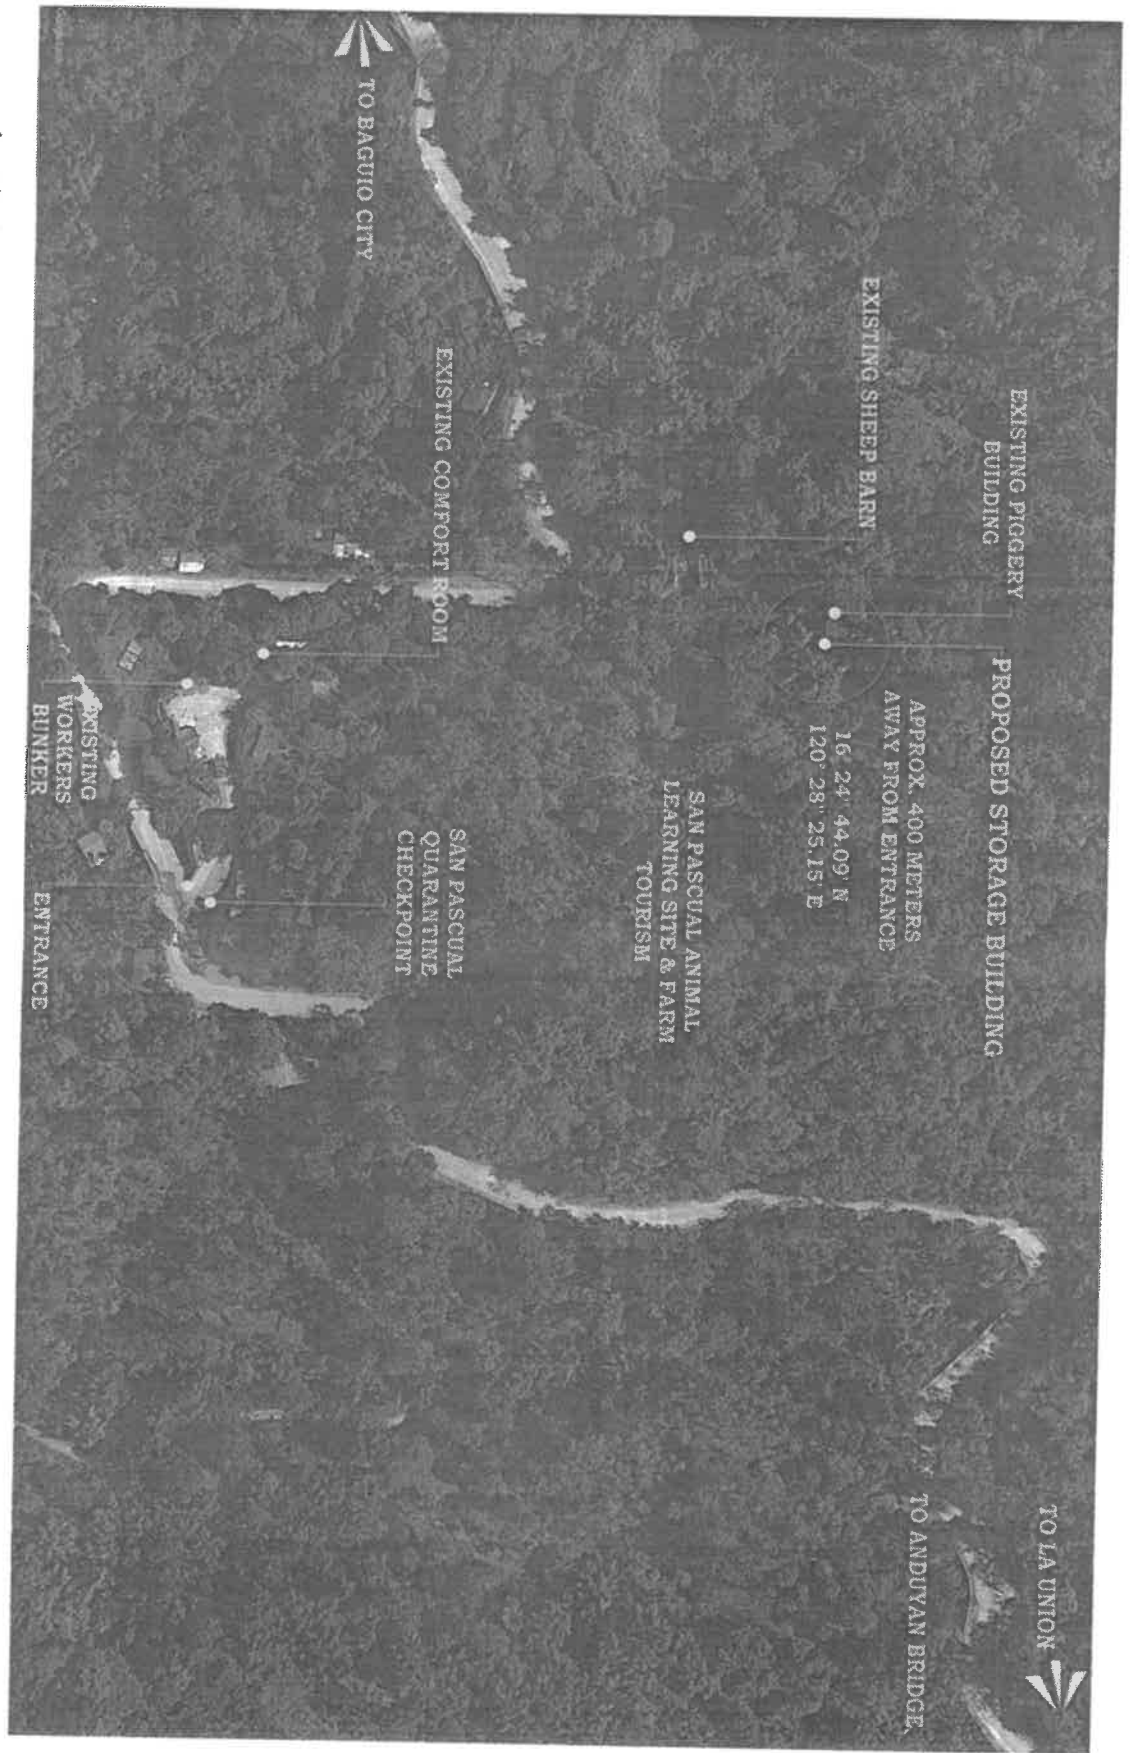 TO LA UNION
EXISTING PIGGERY
BUILDING
PROPOSED STORAGE BUILDING
APPROX. 400 METERS
AWAY FROM ENTRANCE
16° 24' 44.09' N
120° 28'' 25.15' E
TO ANDUYAN BRIDGE
EXISTING SHEEP BARN
SAN PASCUAL ANIMAL
LEARNING SITE & FARM
TOURISM
EXISTING COMFORT ROOM
SAN PASCUAL
QUARANTINE
CHECKPOINT
TO BAGUIO CITY
EXISTING
WORKERS
BUNKER
ENTRANCE